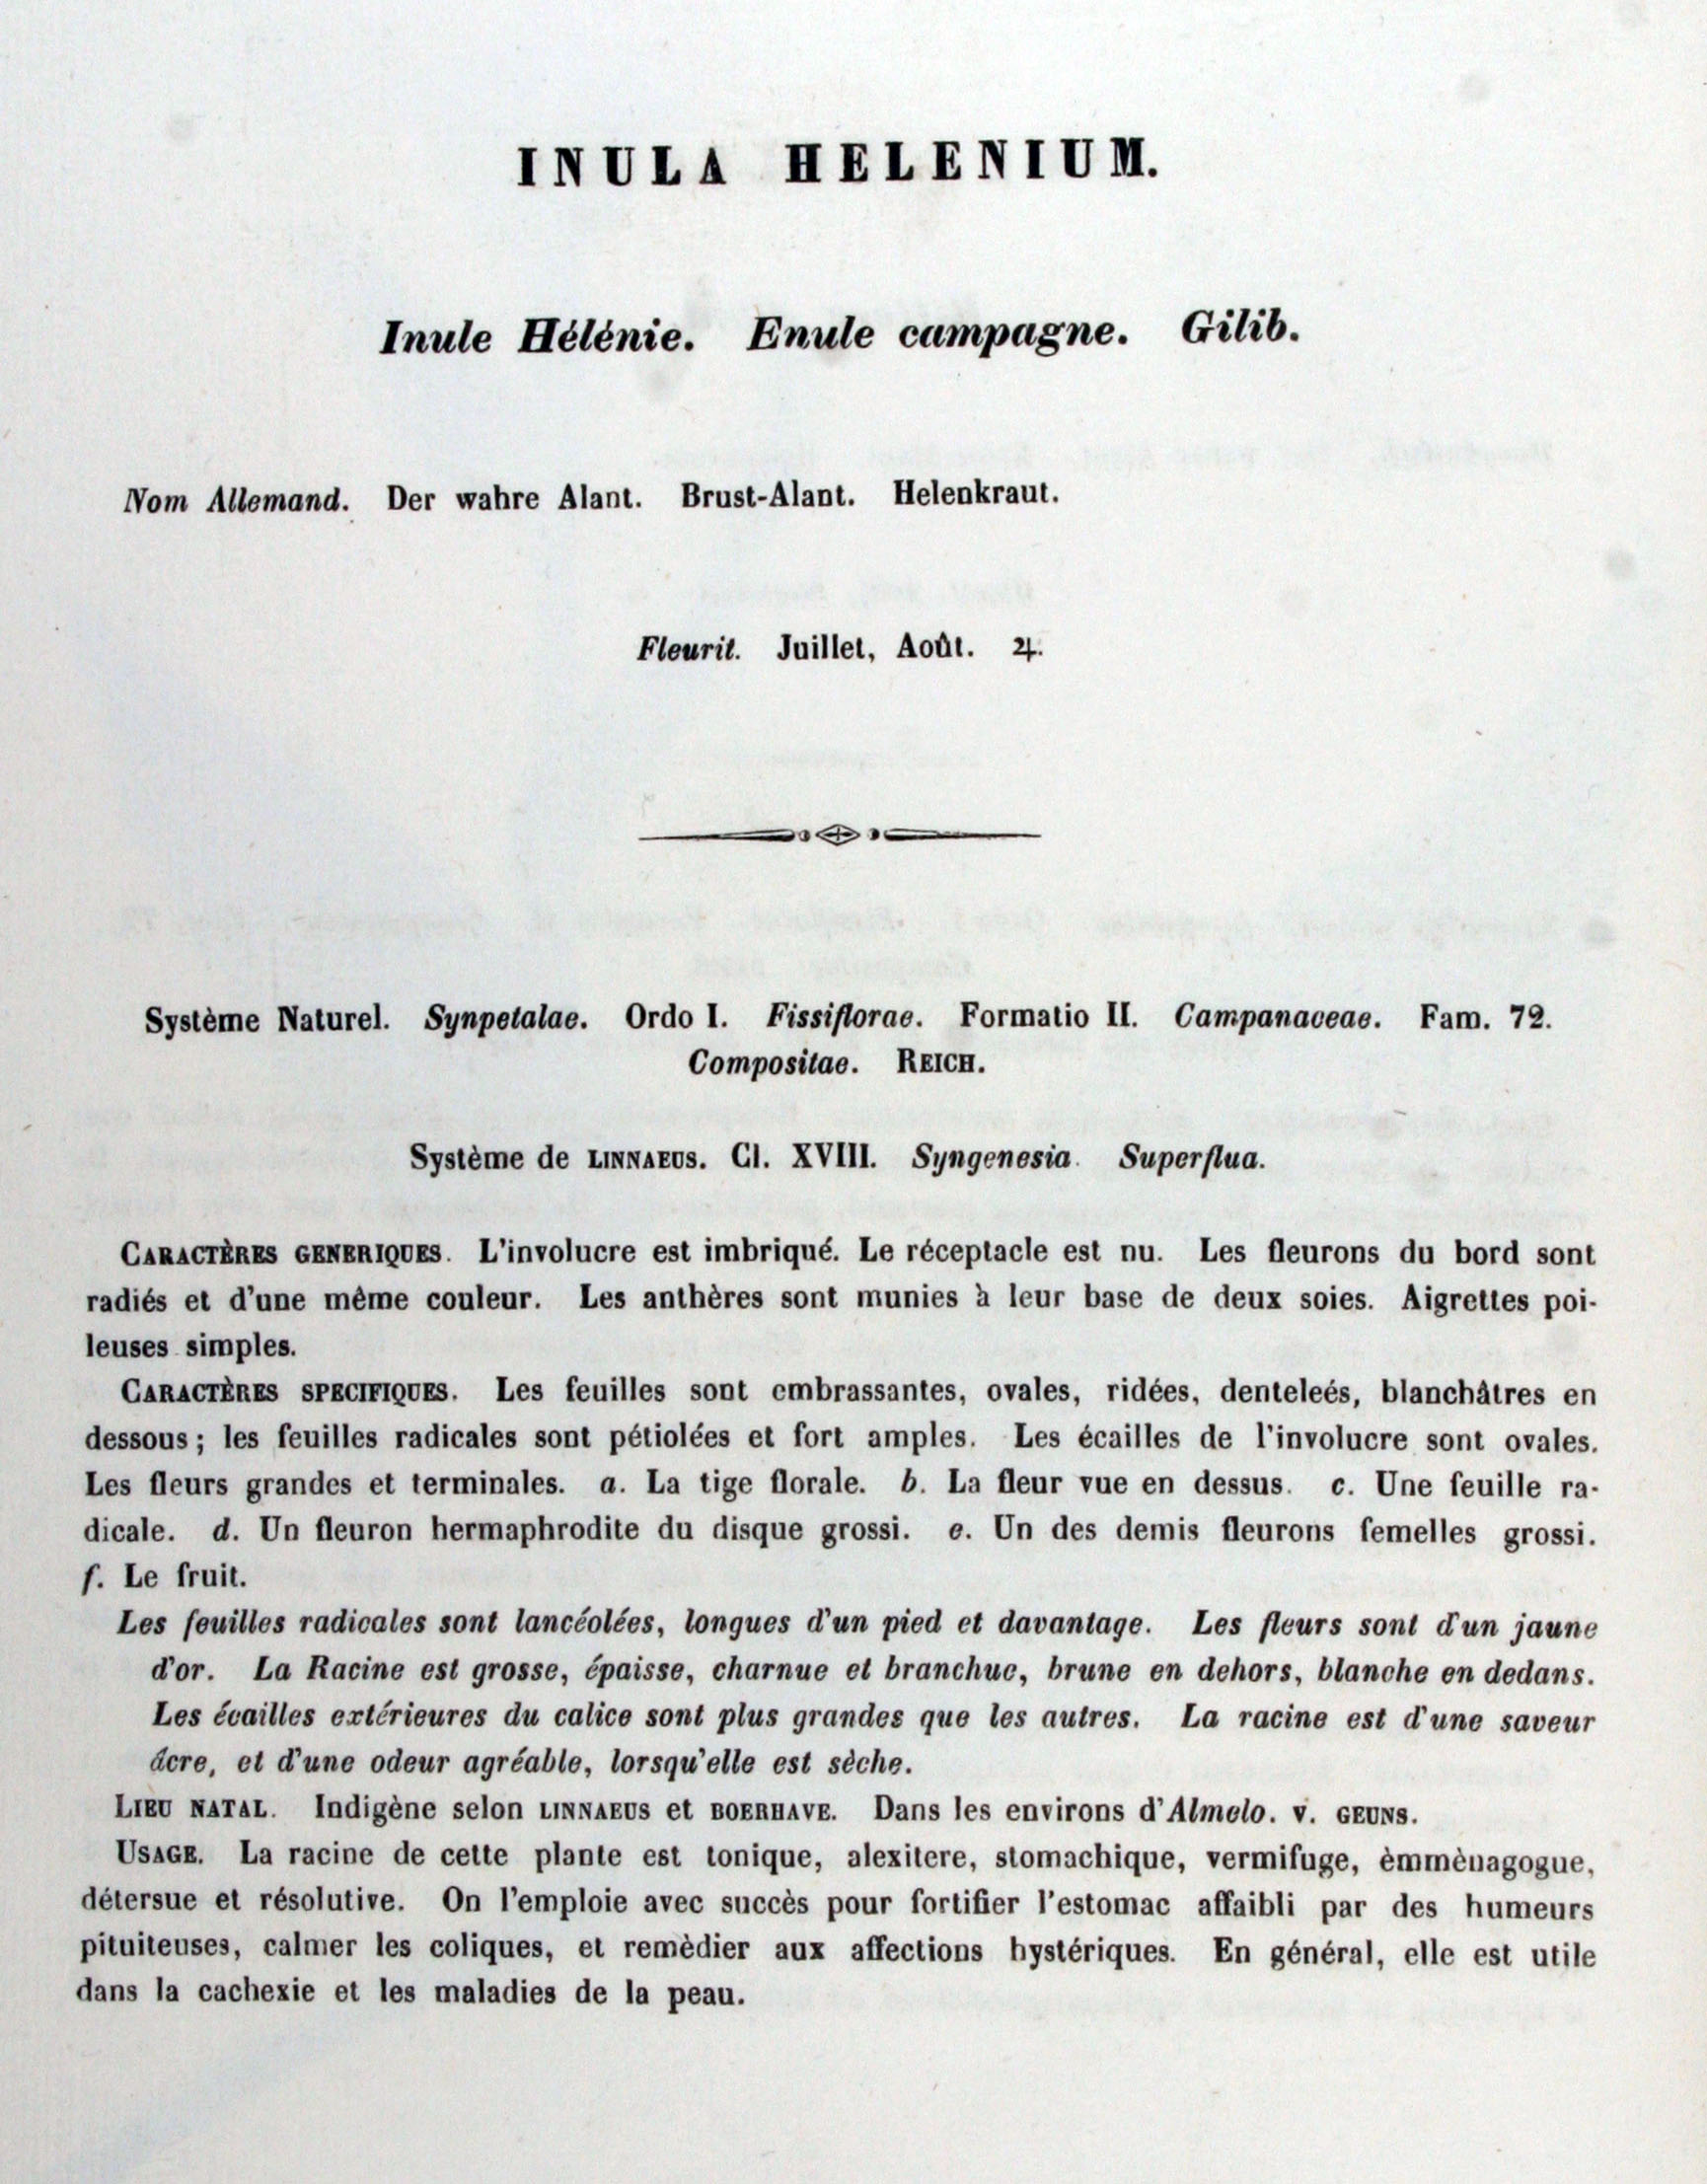 INULA HELENIUM.
Inule Hélénie. Enule campagne. Gilib.
Nom Allemand. Der wahre Alant. Brust-Alant. Helenkraut.
Fleurit. Juillet, Août. ♃.
Système Naturel. Synpetalae. Ordo I. Fissiflorae. Formatio II. Campanaceae. Fam. 72.
Compositae. REICH.
Système de LINNAEUS. Cl. XVIII. Syngenesia. Superflua.
CARACTÈRES GENERIQUES. L'involucre est imbriqué. Le réceptacle est nu. Les fleurons du bord sont
radiés et d'une même couleur. Les anthères sont munies à leur base de deux soies. Aigrettes poi-
leuses simples.
CARACTÈRES SPECIFIQUES. Les feuilles sont embrassantes, ovales, ridées, denteleés, blanchâtres en
dessous; les feuilles radicales sont pétiolées et fort amples. Les écailles de l'involucre sont ovales.
Les fleurs grandes et terminales. a. La tige florale. b. La fleur vue en dessus. c. Une feuille ra-
dicale. d. Un fleuron hermaphrodite du disque grossi. e. Un des demis fleurons femelles grossi.
f. Le fruit.
Les feuilles radicales sont lancéolées, longues d'un pied et davantage. Les fleurs sont d'un jaune
d'or. La Racine est grosse, épaisse, charnue et branchue, brune en dehors, blanche en dedans.
Les écailles extérieures du calice sont plus grandes que les autres. La racine est d'une saveur
âcre, et d'une odeur agréable, lorsqu'elle est sèche.
LIEU NATAL. Indigène selon LINNAEUS et BOERHAVE. Dans les environs d'Almelo. V. GEUNS.
USAGE. La racine de cette plante est tonique, alexitere, stomachique, vermifuge, èmmènagogue,
détersue et résolutive. On l'emploie avec succès pour fortifier l'estomac affaibli par des humeurs
pituiteuses, calmer les coliques, et remèdier aux affections hystériques. En général, elle est utile
dans la cachexie et les maladies de la peau.